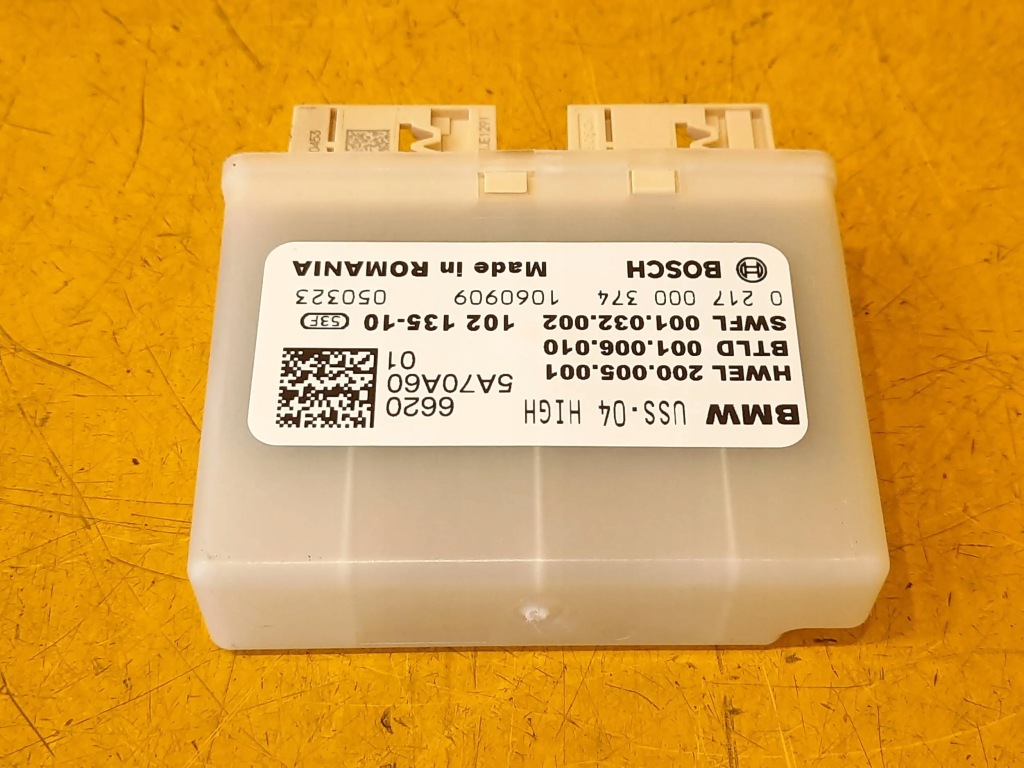 BMW USS-04 HIGH 6620
HWEL 200.005.001 5A70A60
BTLD 001.006.010 01
SWFL 001.032.002 102 135-10 53F
0 217 000 374 1060909 050323
BOSCH Made in ROMANIA